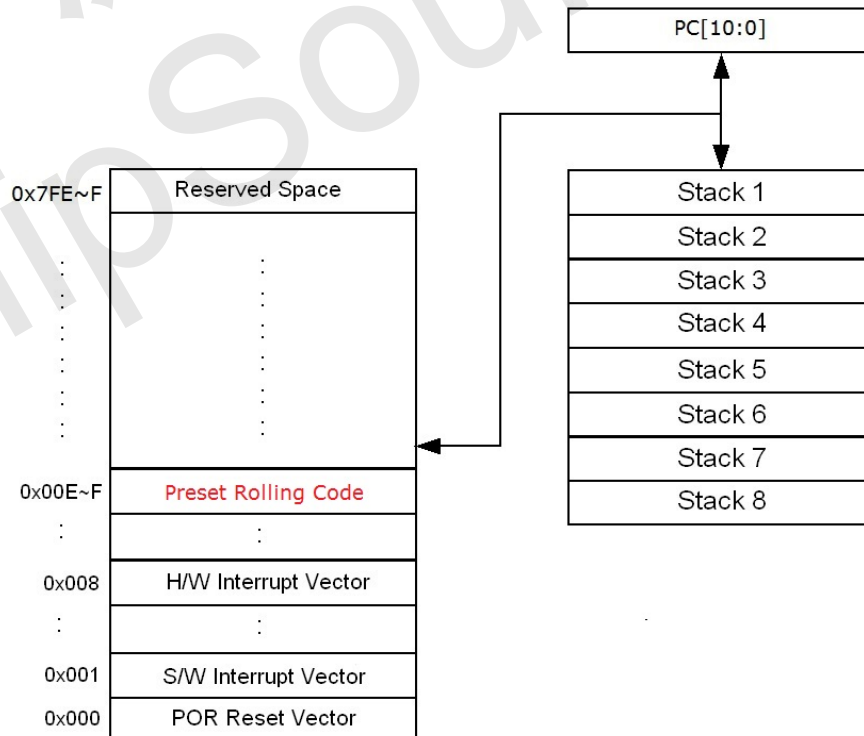 PC[10:0]
0x7FE~F Reserved Space
Stack 1
Stack 2
Stack 3
Stack 4
Stack 5
Stack 6
Stack 7
Stack 8
0x00E~F Preset Rolling Code
0x008 H/W Interrupt Vector
0x001 S/W Interrupt Vector
0x000 POR Reset Vector